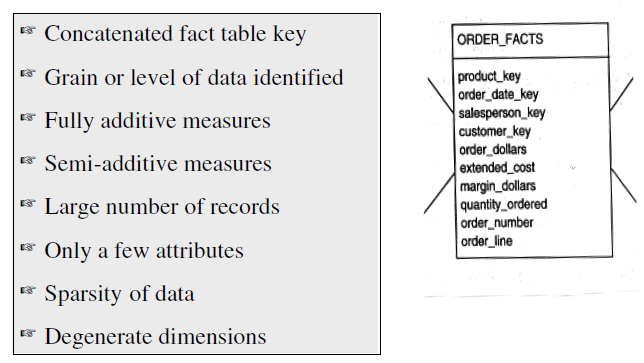 Concatenated fact table key
Grain or level of data identified
Fully additive measures
Semi-additive measures
Large number of records
Only a few attributes
Sparsity of data
Degenerate dimensions
ORDER_FACTS
product_key
order_date_key
salesperson_key
customer_key
order_dollars
extended_cost
margin_dollars
quantity_ordered
order_number
order_line